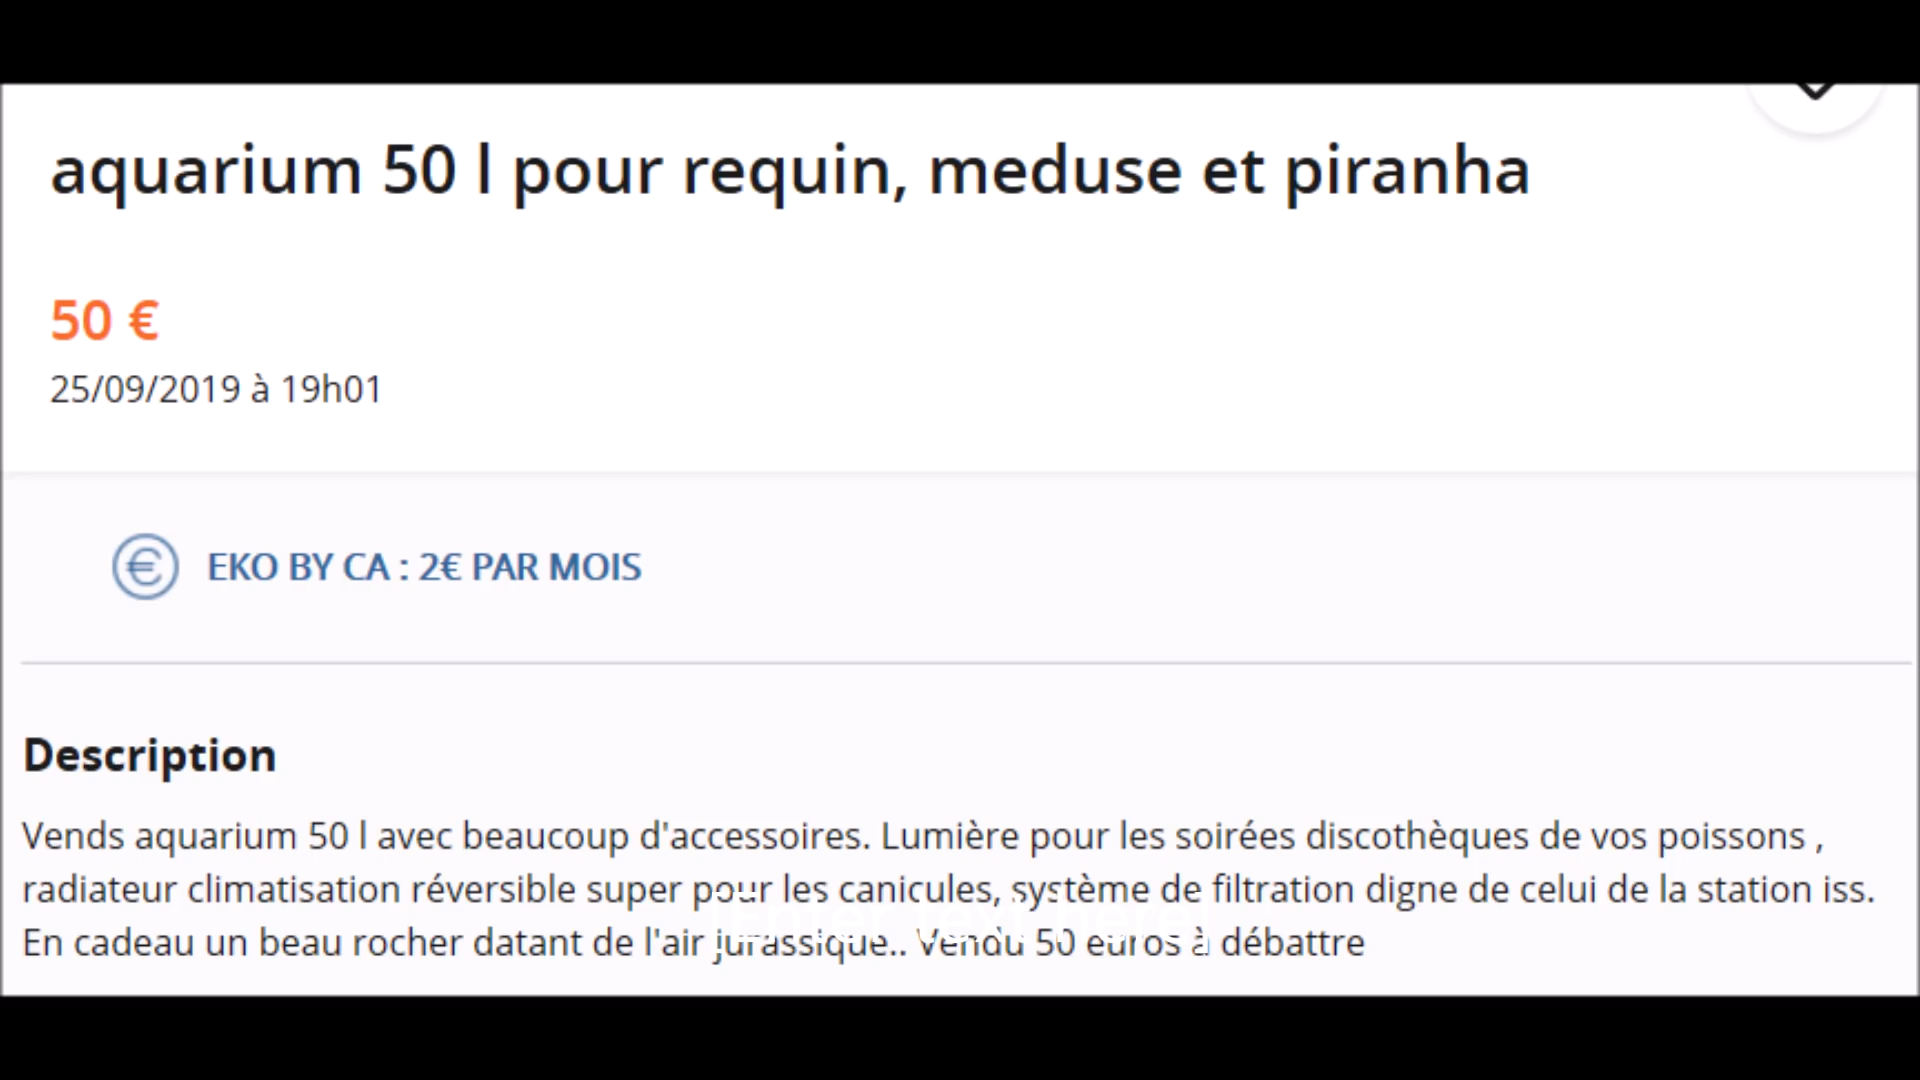 aquarium 50 l pour requin, meduse et piranha
50 €
25/09/2019 à 19h01
€ EKO BY CA : 2€ PAR MOIS
Description
Vends aquarium 50 l avec beaucoup d'accessoires. Lumière pour les soirées discothèques de vos poissons ,
radiateur climatisation réversible super pour les canicules, système de filtration digne de celui de la station iss.
En cadeau un beau rocher datant de l'air jurassique.. Vendu 50 euros à débattre